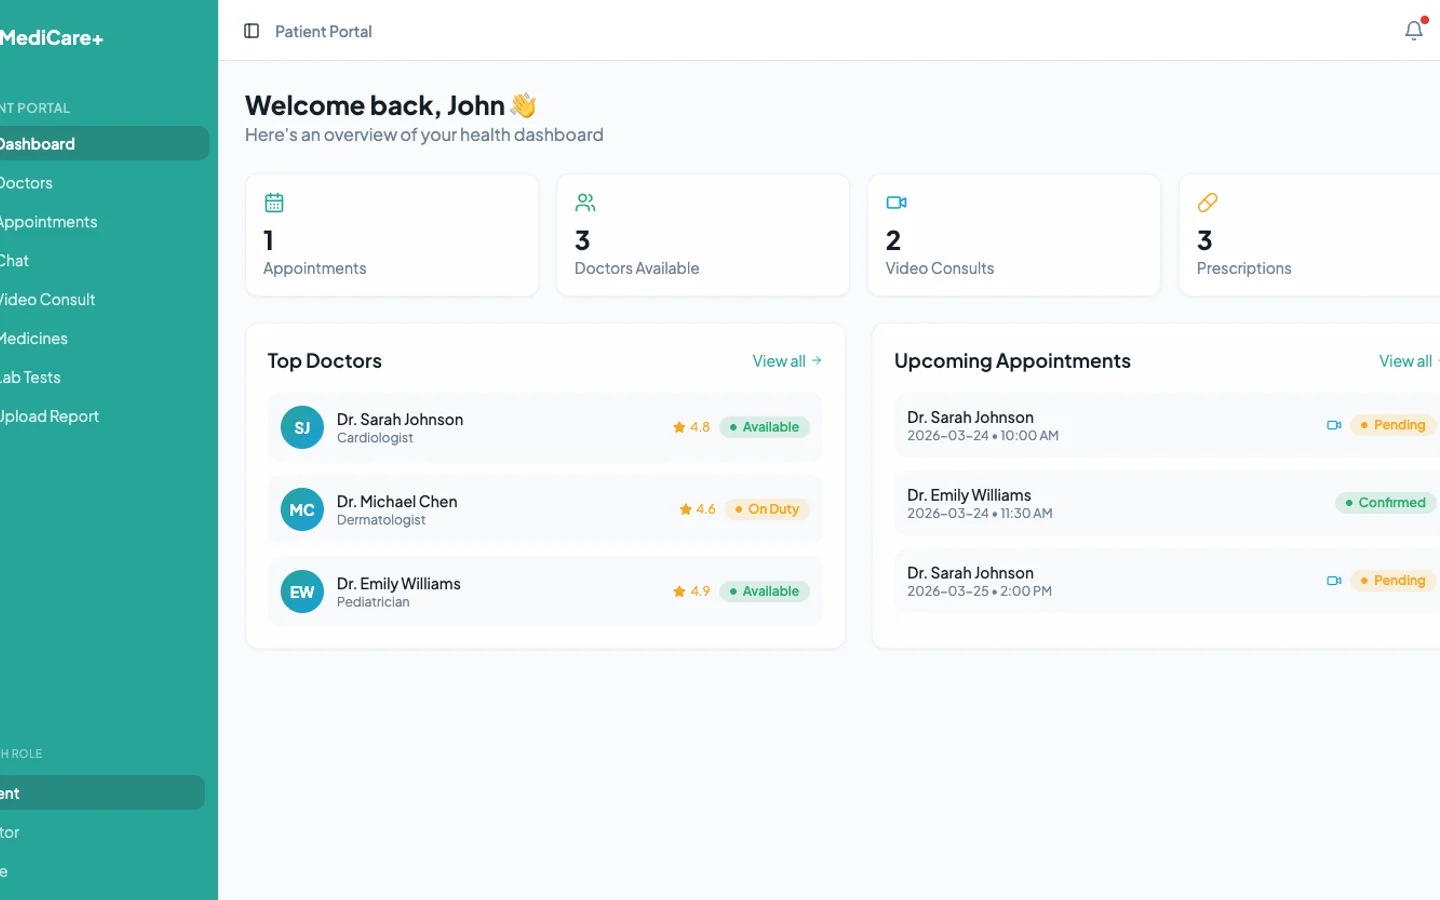 MediCare+
NT PORTAL
Dashboard
Doctors
Appointments
Chat
Video Consult
Medicines
Lab Tests
Upload Report
H ROLE
ent
tor
e
Patient Portal
Welcome back, John 👋
Here's an overview of your health dashboard
1
Appointments
3
Doctors Available
2
Video Consults
3
Prescriptions
Top Doctors
View all →
SJ
Dr. Sarah Johnson
Cardiologist
★ 4.8
• Available
MC
Dr. Michael Chen
Dermatologist
★ 4.6
• On Duty
EW
Dr. Emily Williams
Pediatrician
★ 4.9
• Available
Upcoming Appointments
View all
Dr. Sarah Johnson
2026-03-24 • 10:00 AM
• Pending
Dr. Emily Williams
2026-03-24 • 11:30 AM
• Confirmed
Dr. Sarah Johnson
2026-03-25 • 2:00 PM
• Pending